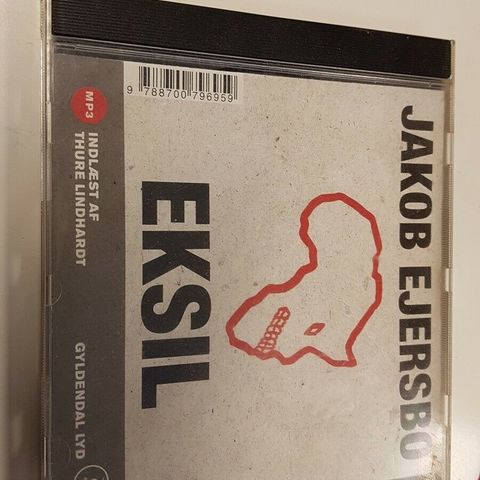 JAKOB EJERSBO
EKSIL
MP3
INDLÆST AF
THURE LINDHARDT
GYLDENDAL LYD
9 788700 796959